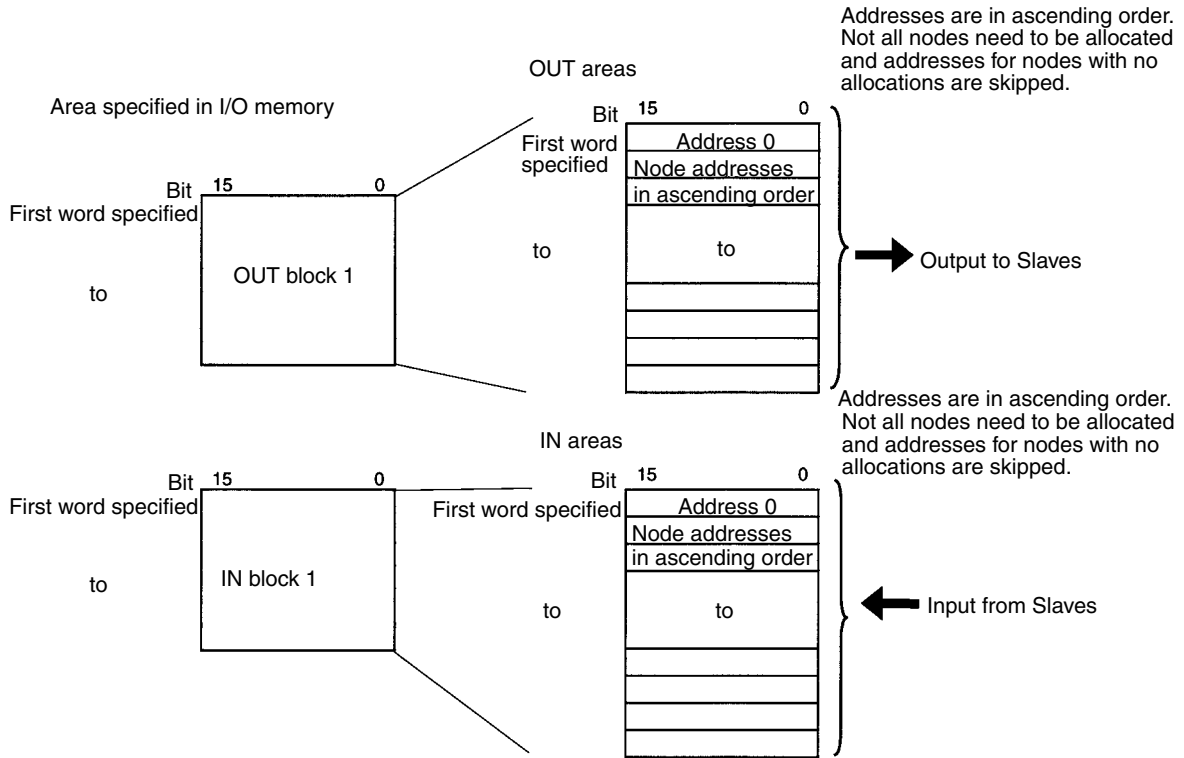 Addresses are in ascending order.
Not all nodes need to be allocated
and addresses for nodes with no
allocations are skipped.
OUT areas
Area specified in I/O memory
Bit 15 0
First word specified
to
OUT block 1
Bit 15 0
First word
specified
Address 0
Node addresses
in ascending order
to
to
Output to Slaves
Addresses are in ascending order.
Not all nodes need to be allocated
and addresses for nodes with no
allocations are skipped.
IN areas
Bit 15 0
First word specified
to
IN block 1
Bit 15 0
First word specified
Address 0
Node addresses
in ascending order
to
to
Input from Slaves